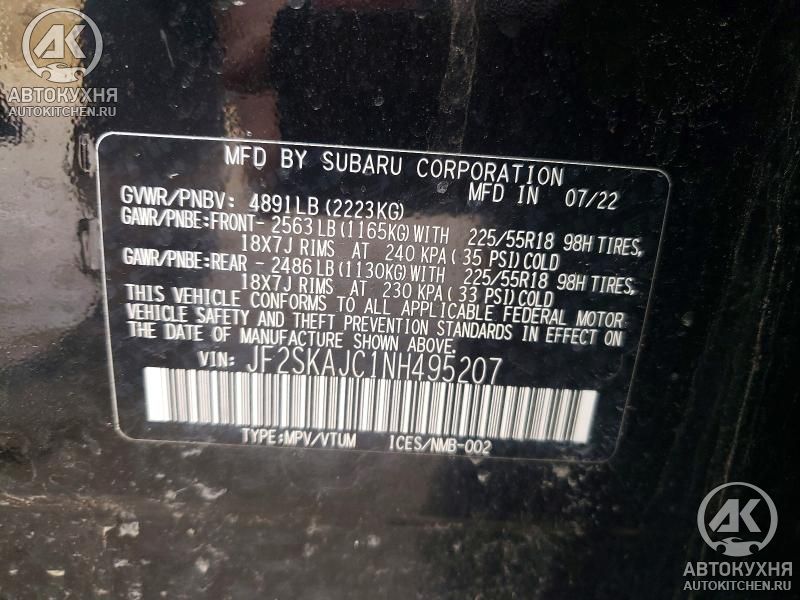 AK
АВТОКУХНЯ
AUTOKITCHEN.RU
MFD BY SUBARU CORPORATION
MFD IN 07/22
GVWR/PNBV: 4891LB(2223KG)
GAWR/PNBE:FRONT- 2563LB(1165KG)WITH 225/55R18 98H TIRES,
18X7J RIMS AT 240 KPA(35 PSI)COLD
GAWR/PNBE:REAR - 2486LB(1130KG)WITH 225/55R18 98H TIRES,
18X7J RIMS AT 230 KPA(33 PSI)COLD
THIS VEHICLE CONFORMS TO ALL APPLICABLE FEDERAL MOTOR
VEHICLE SAFETY AND THEFT PREVENTION STANDARDS IN EFFECT ON
THE DATE OF MANUFACTURE SHOWN ABOVE.
VIN: JF2SKAJC1NH495207
TYPE:MPV/VTUM ICES/NMB-002
AK
АВТОКУХНЯ
AUTOKITCHEN.RU